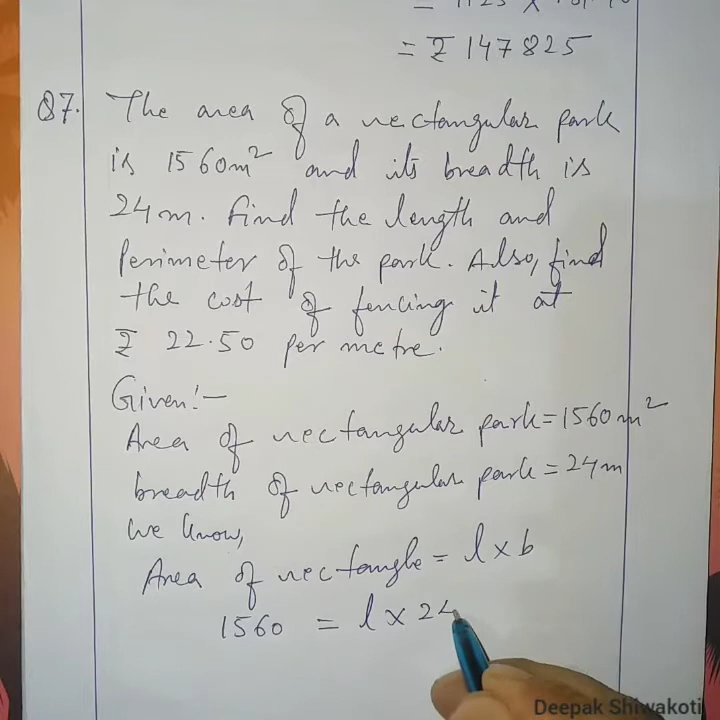 = ₹ 147825
Q7. The area of a rectangular park
is 1560m² and its breadth is
24m. Find the length and
Perimeter of the park. Also, find
the cost of fencing it at
₹ 22.50 per metre.
Given:-
Area of rectangular park = 1560m²
breadth of rectangular park = 24m
We know,
Area of rectangle = l × b
1560 = l × 24
Deepak Shiwakoti